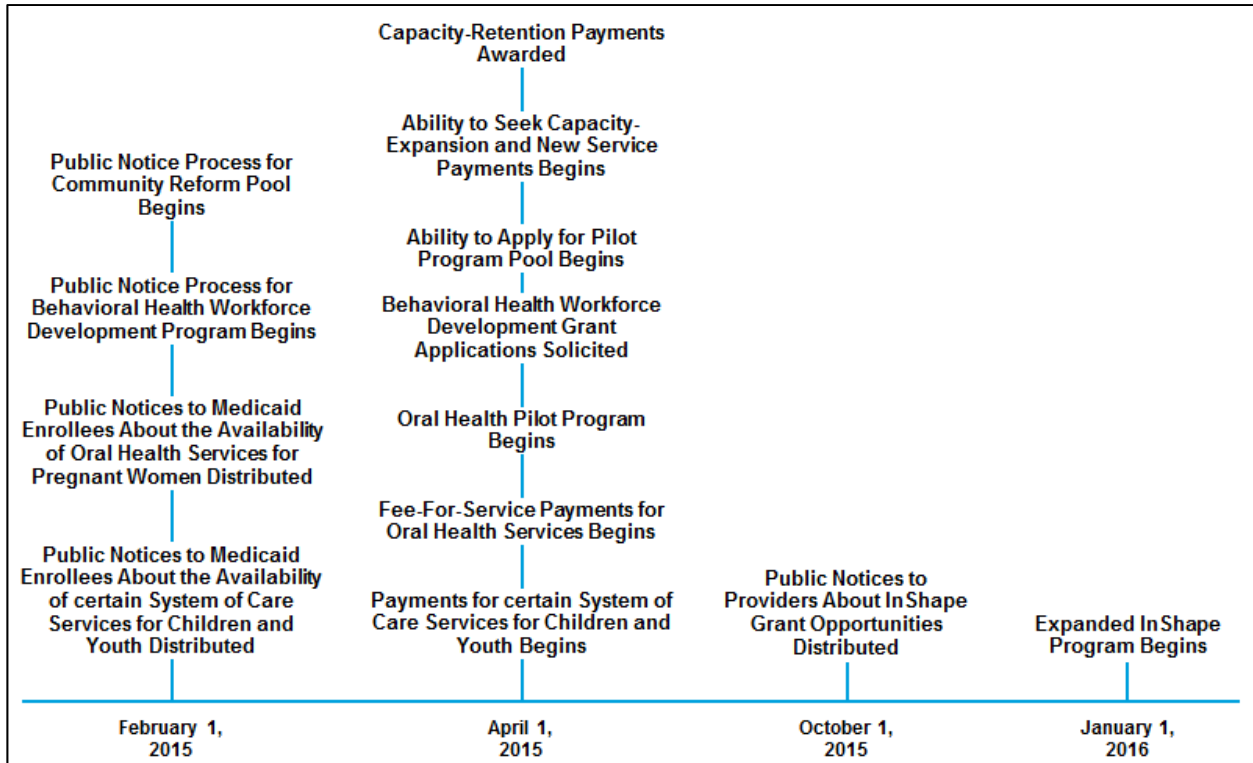 Public Notice Process for
Community Reform Pool
Begins
Public Notice Process for
Behavioral Health Workforce
Development Program Begins
Public Notices to Medicaid
Enrollees About the Availability
of Oral Health Services for
Pregnant Women Distributed
Public Notices to Medicaid
Enrollees About the Availability
of certain System of Care
Services for Children and
Youth Distributed
February 1,
2015
Capacity-Retention Payments
Awarded
Ability to Seek Capacity-
Expansion and New Service
Payments Begins
Ability to Apply for Pilot
Program Pool Begins
Behavioral Health Workforce
Development Grant
Applications Solicited
Oral Health Pilot Program
Begins
Fee-For-Service Payments for
Oral Health Services Begins
Payments for certain System of
Care Services for Children and
Youth Begins
April 1,
2015
Public Notices to
Providers About In Shape
Grant Opportunities
Distributed
October 1,
2015
Expanded In Shape
Program Begins
January 1,
2016